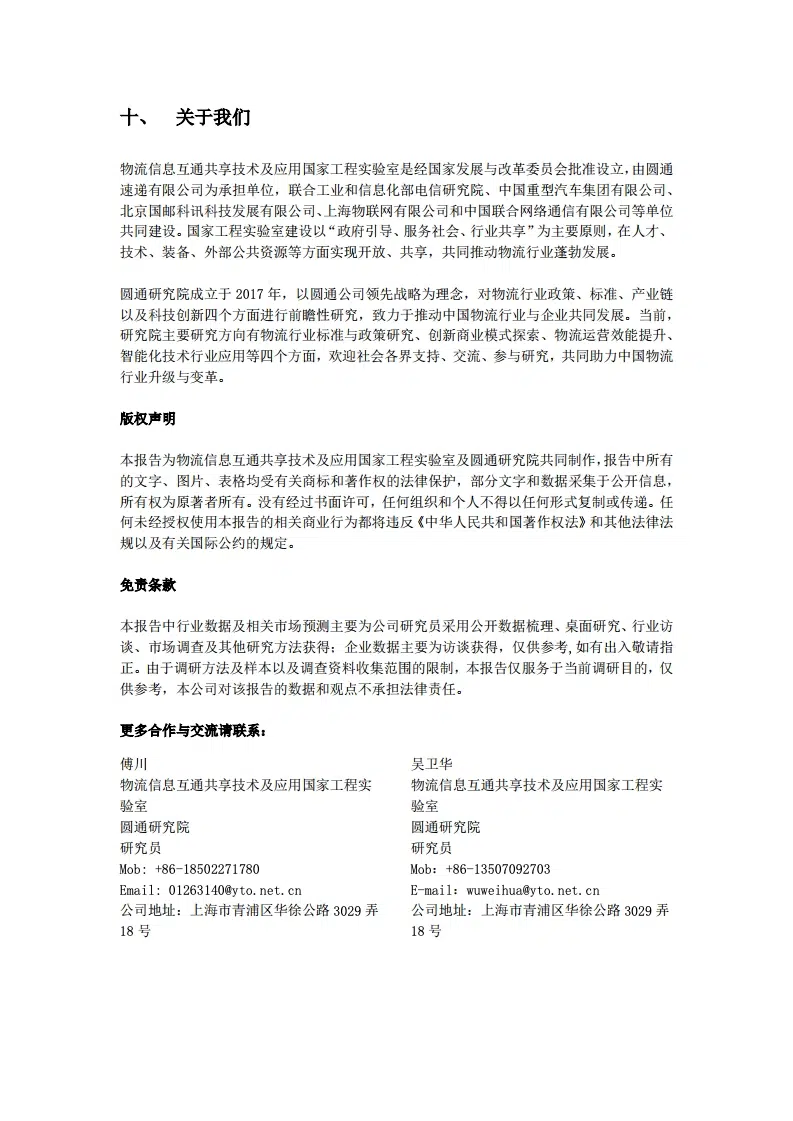 十、 关于我们
物流信息互通共享技术及应用国家工程实验室是经国家发展与改革委员会批准设立，由圆通
速递有限公司为承担单位，联合工业和信息化部电信研究院、中国重型汽车集团有限公司、
北京国邮科讯科技发展有限公司、上海物联网有限公司和中国联合网络通信有限公司等单位
共同建设。国家工程实验室建设以“政府引导、服务社会、行业共享”为主要原则，在人才、
技术、装备、外部公共资源等方面实现开放、共享，共同推动物流行业蓬勃发展。
圆通研究院成立于 2017 年，以圆通公司领先战略为理念，对物流行业政策、标准、产业链
以及科技创新四个方面进行前瞻性研究，致力于推动中国物流行业与企业共同发展。当前，
研究院主要研究方向有物流行业标准与政策研究、创新商业模式探索、物流运营效能提升、
智能化技术行业应用等四个方面，欢迎社会各界支持、交流、参与研究，共同助力中国物流
行业升级与变革。
版权声明
本报告为物流信息互通共享技术及应用国家工程实验室及圆通研究院共同制作，报告中所有
的文字、图片、表格均受有关商标和著作权的法律保护，部分文字和数据采集于公开信息，
所有权为原著者所有。没有经过书面许可，任何组织和个人不得以任何形式复制或传递。任
何未经授权使用本报告的相关商业行为都将违反《中华人民共和国著作权法》和其他法律法
规以及有关国际公约的规定。
免责条款
本报告中行业数据及相关市场预测主要为公司研究员采用公开数据梳理、桌面研究、行业访
谈、市场调查及其他研究方法获得；企业数据主要为访谈获得，仅供参考,如有出入敬请指
正。由于调研方法及样本以及调查资料收集范围的限制，本报告仅服务于当前调研目的，仅
供参考，本公司对该报告的数据和观点不承担法律责任。
更多合作与交流请联系：
傅川
物流信息互通共享技术及应用国家工程实
验室
圆通研究院
研究员
Mob: +86-18502271780
Email: 01263140@yto.net.cn
公司地址：上海市青浦区华徐公路 3029 弄
18 号
吴卫华
物流信息互通共享技术及应用国家工程实
验室
圆通研究院
研究员
Mob：+86-13507092703
E-mail：wuweihua@yto.net.cn
公司地址：上海市青浦区华徐公路 3029 弄
18 号